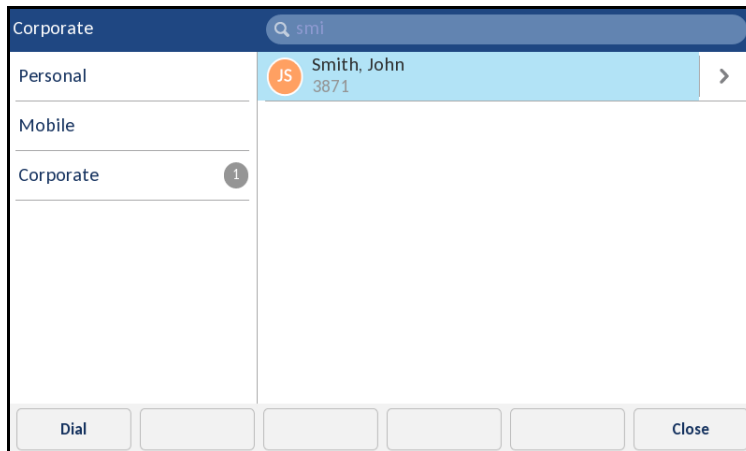 Corporate
smi
Personal
Mobile
Corporate 1
JS
Smith, John
3871
Dial
Close